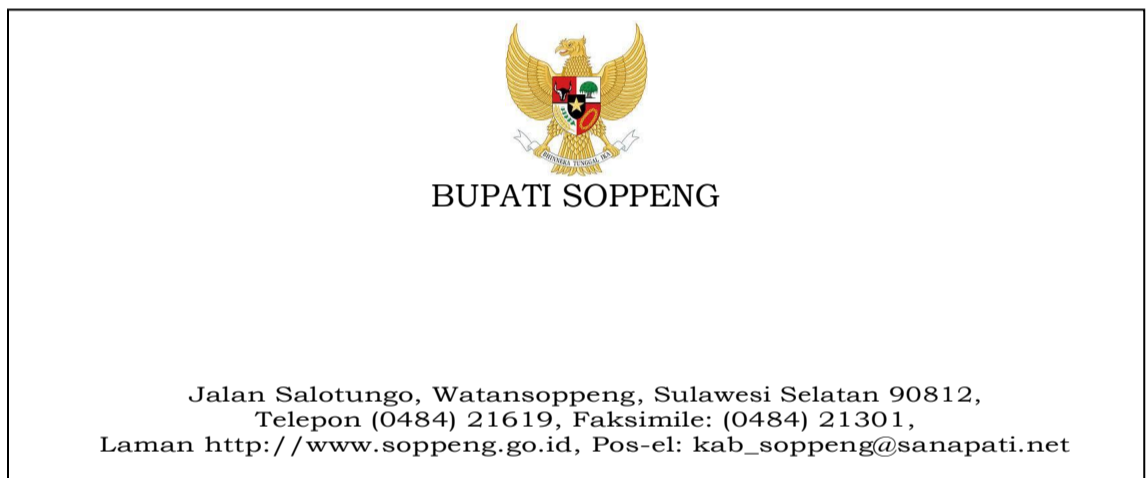 BHINNEKA TUNGGAL IKA
BUPATI SOPPENG
Jalan Salotungo, Watansoppeng, Sulawesi Selatan 90812,
Telepon (0484) 21619, Faksimile: (0484) 21301,
Laman http://www.soppeng.go.id, Pos-el: kab_soppeng@sanapati.net